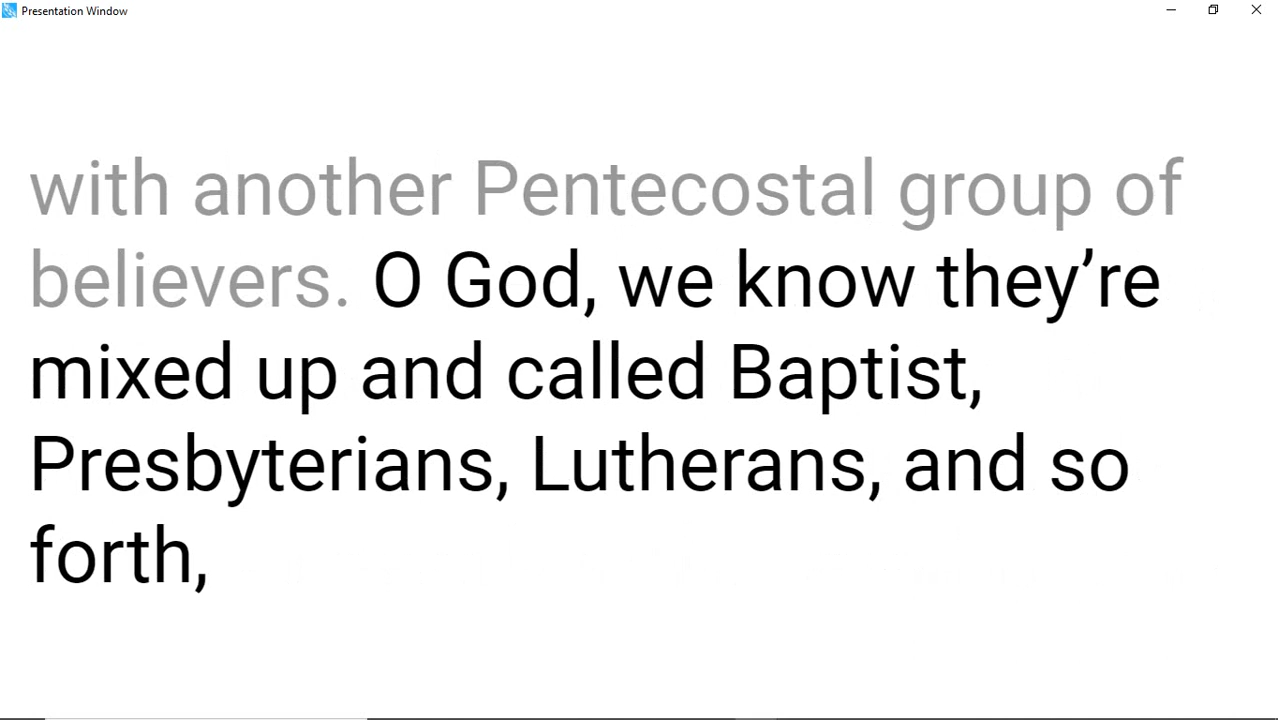 Presentation Window
with another Pentecostal group of
believers. O God, we know they’re
mixed up and called Baptist,
Presbyterians, Lutherans, and so
forth,